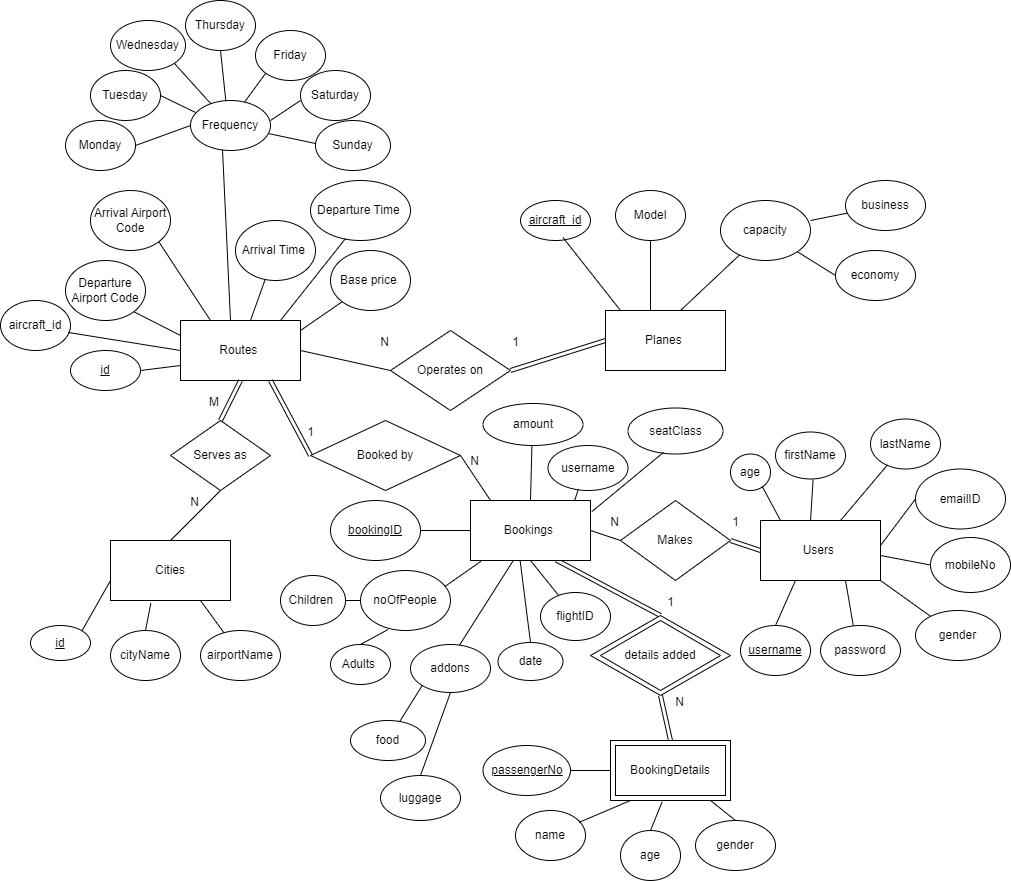 Thursday
Wednesday
Friday
Tuesday
Saturday
Frequency
Monday
Sunday
Arrival Airport
Code
Departure Time
Arrival Time
Departure
Airport Code
Base price
aircraft_id
id
Routes
aircraft_id
Model
capacity
business
economy
N
Operates on
1
Planes
M
Serves as
N
1
Booked by
N
amount
seatClass
username
bookingID
Bookings
N
Makes
1
age
firstName
lastName
emailID
Users
mobileNo
gender
username
password
Cities
id
cityName
airportName
Children
noOfPeople
Adults
addons
food
luggage
date
flightID
1
details added
N
passengerNo
BookingDetails
name
age
gender